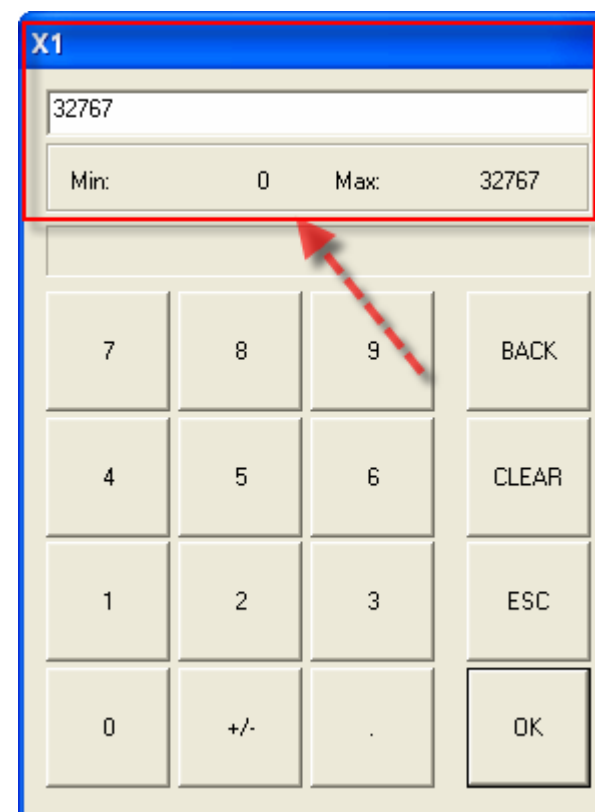 X1
32767
Min: 0 Max: 32767
7 8 9 BACK
4 5 6 CLEAR
1 2 3 ESC
0 +/- . OK